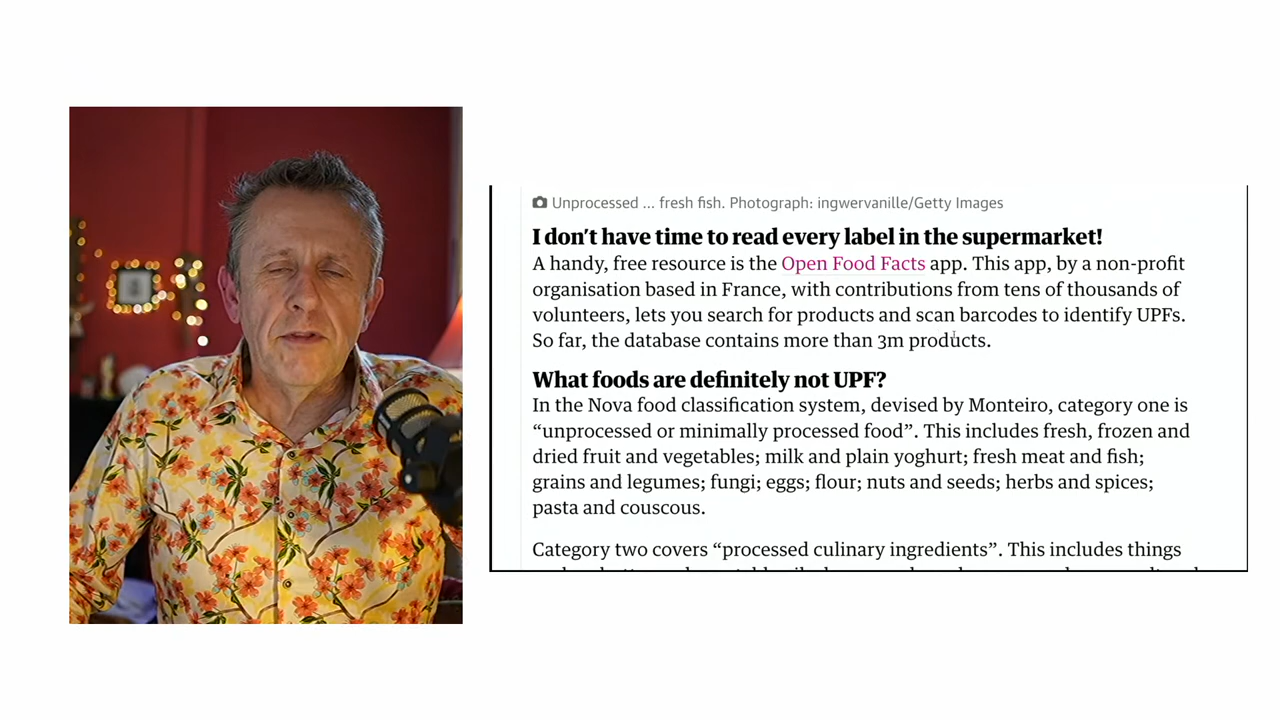 Unprocessed ... fresh fish. Photograph: ingwervanille/Getty Images
I don’t have time to read every label in the supermarket!
A handy, free resource is the Open Food Facts app. This app, by a non-profit
organisation based in France, with contributions from tens of thousands of
volunteers, lets you search for products and scan barcodes to identify UPFs.
So far, the database contains more than 3m products.
What foods are definitely not UPF?
In the Nova food classification system, devised by Monteiro, category one is
“unprocessed or minimally processed food”. This includes fresh, frozen and
dried fruit and vegetables; milk and plain yoghurt; fresh meat and fish;
grains and legumes; fungi; eggs; flour; nuts and seeds; herbs and spices;
pasta and couscous.
Category two covers “processed culinary ingredients”. This includes things